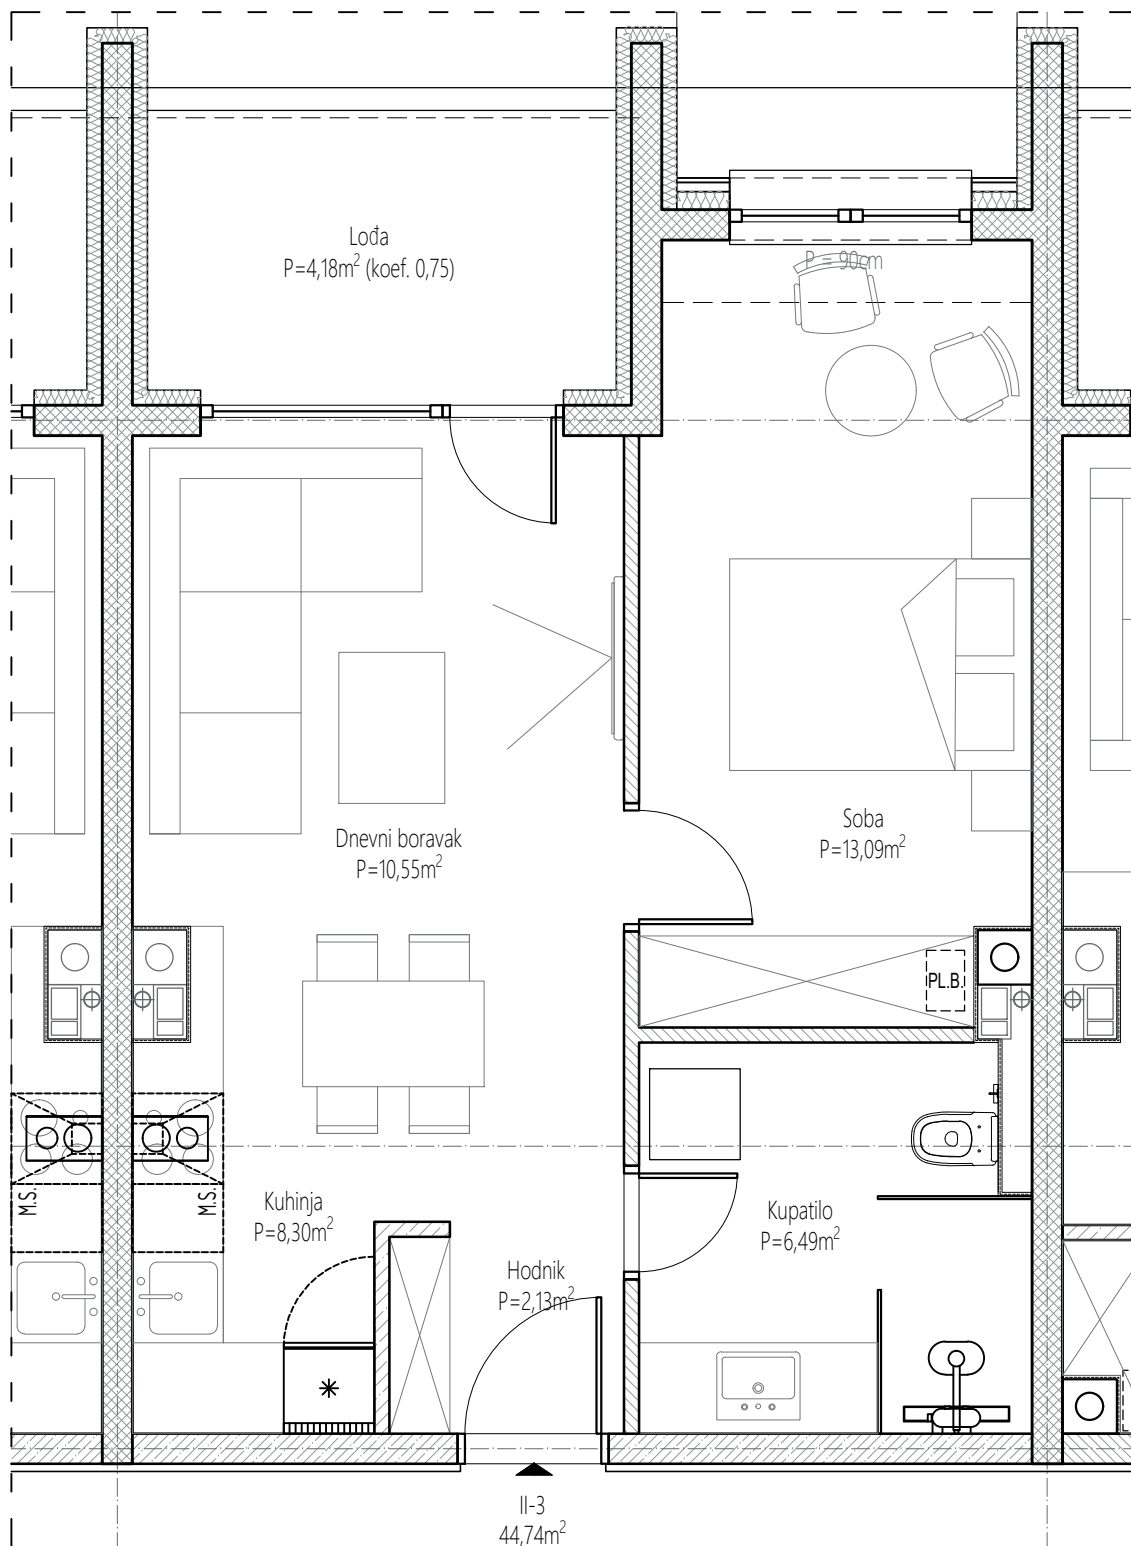 Lođa
P=4,18m² (koef. 0,75)
P = 90cm
Dnevni boravak
P=10,55m²
Soba
P=13,09m²
PL.B.
M.S.
M.S.
Kuhinja
P=8,30m²
Kupatilo
P=6,49m²
Hodnik
P=2,13m²
II-3
44,74m²